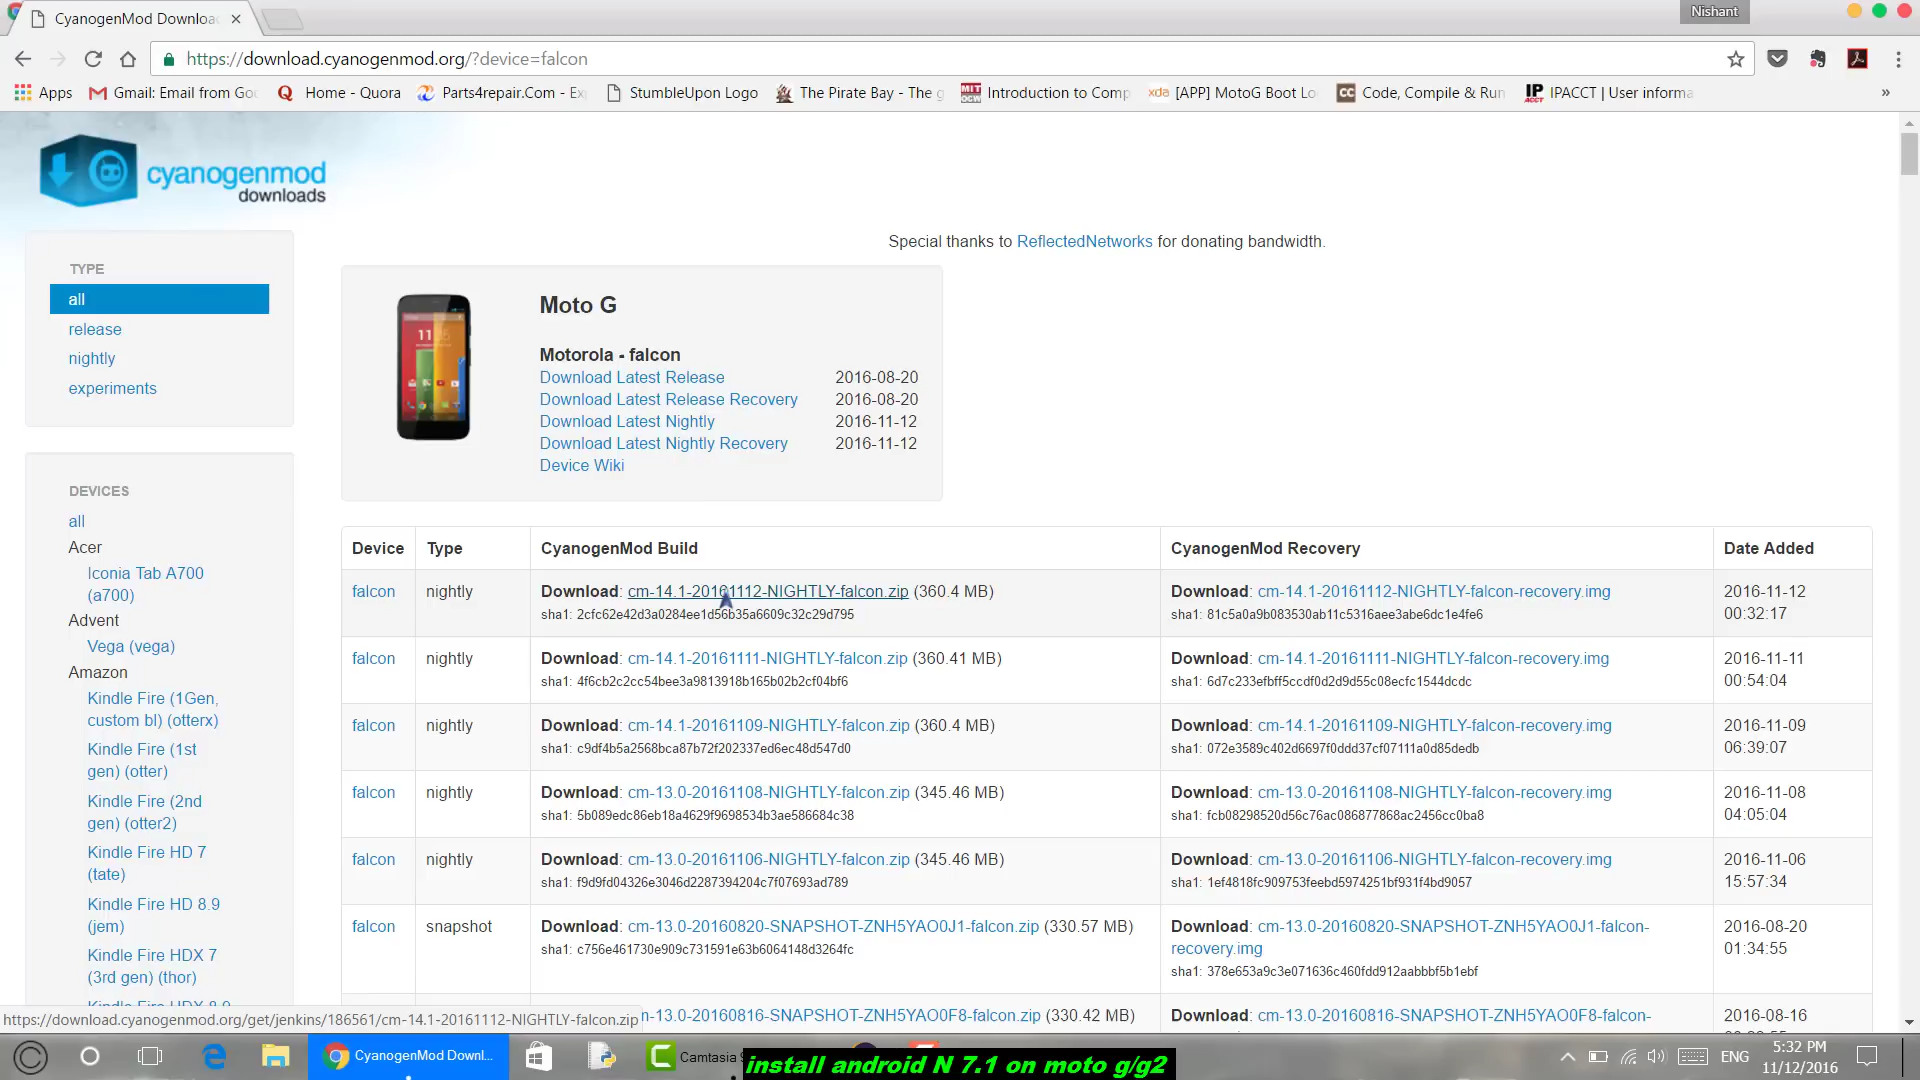 CyanogenMod Downloa
Nishant
https://download.cyanogenmod.org/?device=falcon
Apps
Gmail: Email from Go
Home - Quora
Parts4repair.Com - Ex
StumbleUpon Logo
The Pirate Bay - The g
MIT
OCW
Introduction to Comp
xda
[APP] MotoG Boot Lo
CC
Code, Compile & Run
IP
IPACCT
IPACCT | User informa
»
cyanogenmod
downloads
Special thanks to ReflectedNetworks for donating bandwidth.
TYPE
all
release
nightly
experiments
Moto G
Motorola - falcon
Download Latest Release 2016-08-20
Download Latest Release Recovery 2016-08-20
Download Latest Nightly 2016-11-12
Download Latest Nightly Recovery 2016-11-12
Device Wiki
DEVICES
all
Acer
Iconia Tab A700
(a700)
Advent
Vega (vega)
Amazon
Kindle Fire (1Gen,
custom bl) (otterx)
Kindle Fire (1st
gen) (otter)
Kindle Fire (2nd
gen) (otter2)
Kindle Fire HD 7
(tate)
Kindle Fire HD 8.9
(jem)
Kindle Fire HDX 7
(3rd gen) (thor)
Kindle Fire HDX 8.9
Device Type CyanogenMod Build CyanogenMod Recovery Date Added
falcon nightly Download: cm-14.1-20161112-NIGHTLY-falcon.zip (360.4 MB) Download: cm-14.1-20161112-NIGHTLY-falcon-recovery.img 2016-11-12
sha1: 2cfc62e42d3a0284ee1d56b35a6609c32c29d795 sha1: 81c5a0a9b083530ab11c5316aee3abe6dc1e4fe6 00:32:17
falcon nightly Download: cm-14.1-20161111-NIGHTLY-falcon.zip (360.41 MB) Download: cm-14.1-20161111-NIGHTLY-falcon-recovery.img 2016-11-11
sha1: 4f6cb2c2cc54bee3a9813918b165b02b2cf04bf6 sha1: 6d7c233efbff5ccdf0d2d9d55c08ecfc1544dcdc 00:54:04
falcon nightly Download: cm-14.1-20161109-NIGHTLY-falcon.zip (360.4 MB) Download: cm-14.1-20161109-NIGHTLY-falcon-recovery.img 2016-11-09
sha1: c9df4b5a2568bca87b72f202337ed6ec48d547d0 sha1: 072e3589c402d6697f0ddd37cf07111a0d85dedb 06:39:07
falcon nightly Download: cm-13.0-20161108-NIGHTLY-falcon.zip (345.46 MB) Download: cm-13.0-20161108-NIGHTLY-falcon-recovery.img 2016-11-08
sha1: 5b089edc86eb18a4629f9698534b3ae586684c38 sha1: fcb08298520d56c76ac086877868ac2456cc0ba8 04:05:04
falcon nightly Download: cm-13.0-20161106-NIGHTLY-falcon.zip (345.46 MB) Download: cm-13.0-20161106-NIGHTLY-falcon-recovery.img 2016-11-06
sha1: f9d9fd04326e3046d2287394204c7f07693ad789 sha1: 1ef4818fc909753feebd5974251bf931f4bd9057 15:57:34
falcon snapshot Download: cm-13.0-20160820-SNAPSHOT-ZNH5YAO0J1-falcon.zip (330.57 MB) Download: cm-13.0-20160820-SNAPSHOT-ZNH5YAO0J1-falcon-
recovery.img 2016-08-20
sha1: c756e461730e909c731591e63b6064148d3264fc sha1: 378e653a9c3e071636c460fdd912aabbbf5b1ebf 01:34:55
n-13.0-20160816-SNAPSHOT-ZNH5YAO0F8-falcon.zip (330.42 MB) Download: cm-13.0-20160816-SNAPSHOT-ZNH5YAO0F8-falcon- 2016-08-16
https://download.cyanogenmod.org/get/jenkins/186561/cm-14.1-20161112-NIGHTLY-falcon.zip
CyanogenMod Downl...
Camtasia 9
install android N 7.1 on moto g/g2
ENG
5:32 PM
11/12/2016